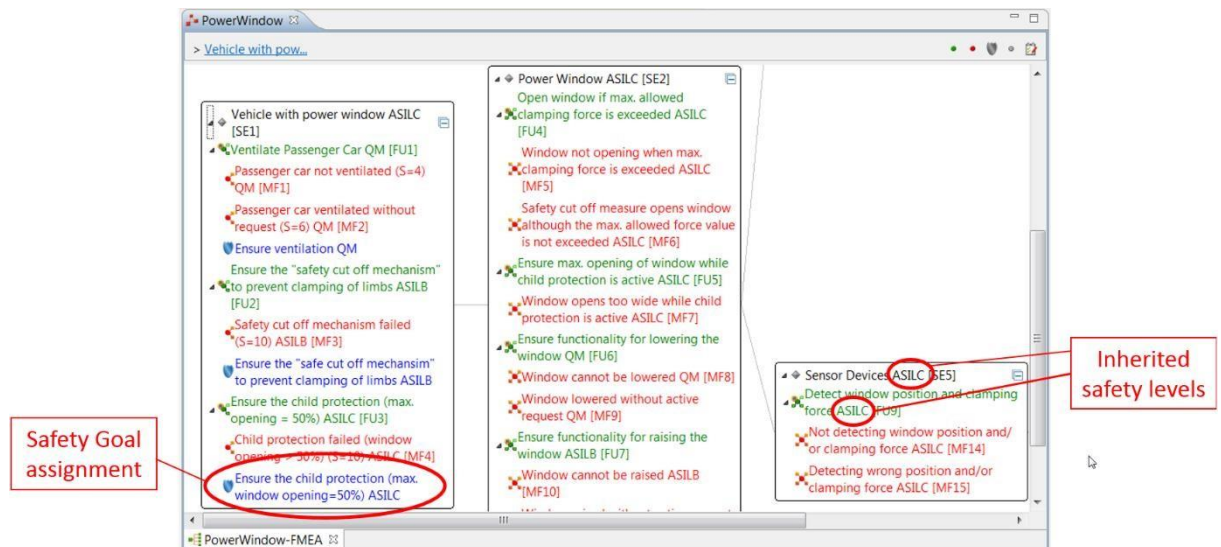 PowerWindow
> Vehicle with pow...
Vehicle with power window ASILC
[SE1]
Ventilate Passenger Car QM [FU1]
Passenger car not ventilated (S=4)
QM [MF1]
Passenger car ventilated without
request (S=6) QM [MF2]
Ensure ventilation QM
Ensure the "safety cut off mechanism"
to prevent clamping of limbs ASILB
[FU2]
Safety cut off mechanism failed
(S=10) ASILB [MF3]
Ensure the "safe cut off mechansim"
to prevent clamping of limbs ASILB
Ensure the child protection (max.
opening = 50%) ASILC [FU3]
Child protection failed (window
opening > 50%) (S=10) ASILC [MF4]
Ensure the child protection (max.
window opening=50%) ASILC
Power Window ASILC [SE2]
Open window if max. allowed
clamping force is exceeded ASILC
[FU4]
Window not opening when max.
clamping force is exceeded ASILC
[MF5]
Safety cut off measure opens window
although the max. allowed force value
is not exceeded ASILC [MF6]
Ensure max. opening of window while
child protection is active ASILC [FU5]
Window opens too wide while child
protection is active ASILC [MF7]
Ensure functionality for lowering the
window QM [FU6]
Window cannot be lowered QM [MF8]
Window lowered without active
request QM [MF9]
Ensure functionality for raising the
window ASILB [FU7]
Window cannot be raised ASILB
[MF10]
Sensor Devices ASILC [SE5]
Detect window position and clamping
force ASILC [FU9]
Not detecting window position and/
or clamping force ASILC [MF14]
Detecting wrong position and/or
clamping force ASILC [MF15]
Inherited
safety levels
Safety Goal
assignment
PowerWindow-FMEA